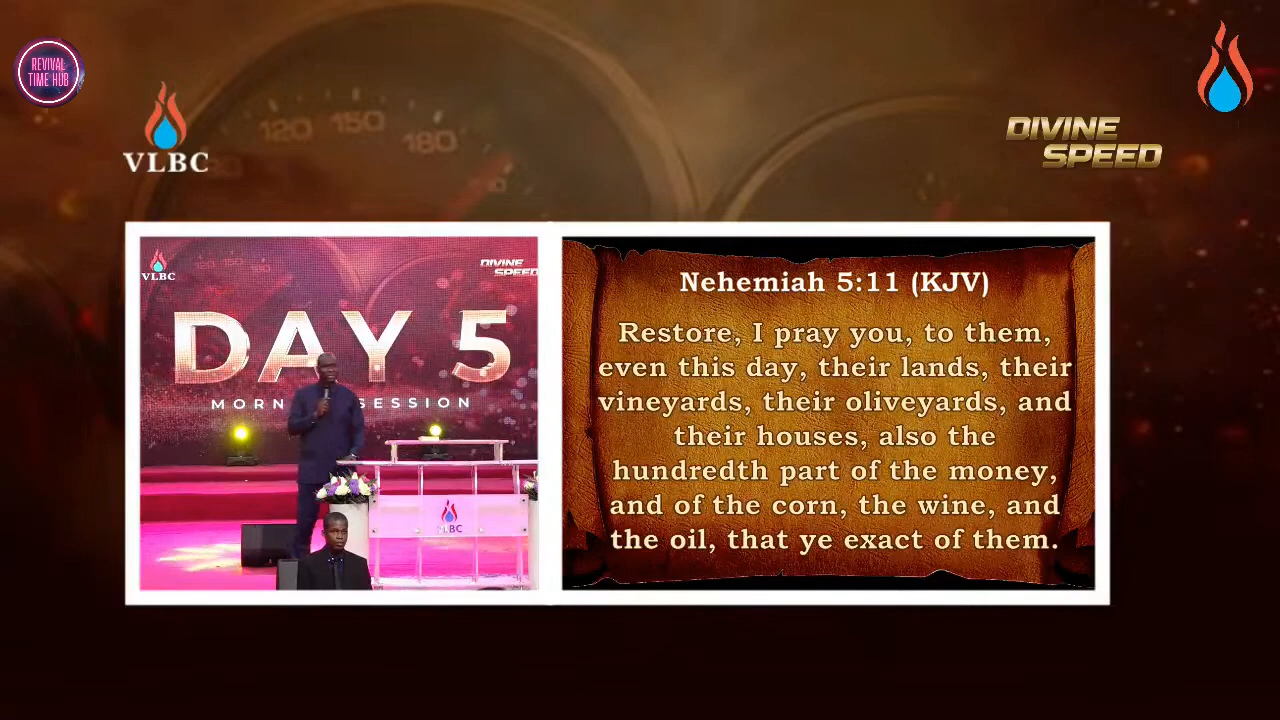 REVIVAL
TIME HUB
120 150
180
VLBC
DIVINE
SPEED
VLBC
DIVINE
SPEED
DAY 5
MORN SESSION
VLBC
Nehemiah 5:11 (KJV)
Restore, I pray you, to them,
even this day, their lands, their
vineyards, their oliveyards, and
their houses, also the
hundredth part of the money,
and of the corn, the wine, and
the oil, that ye exact of them.